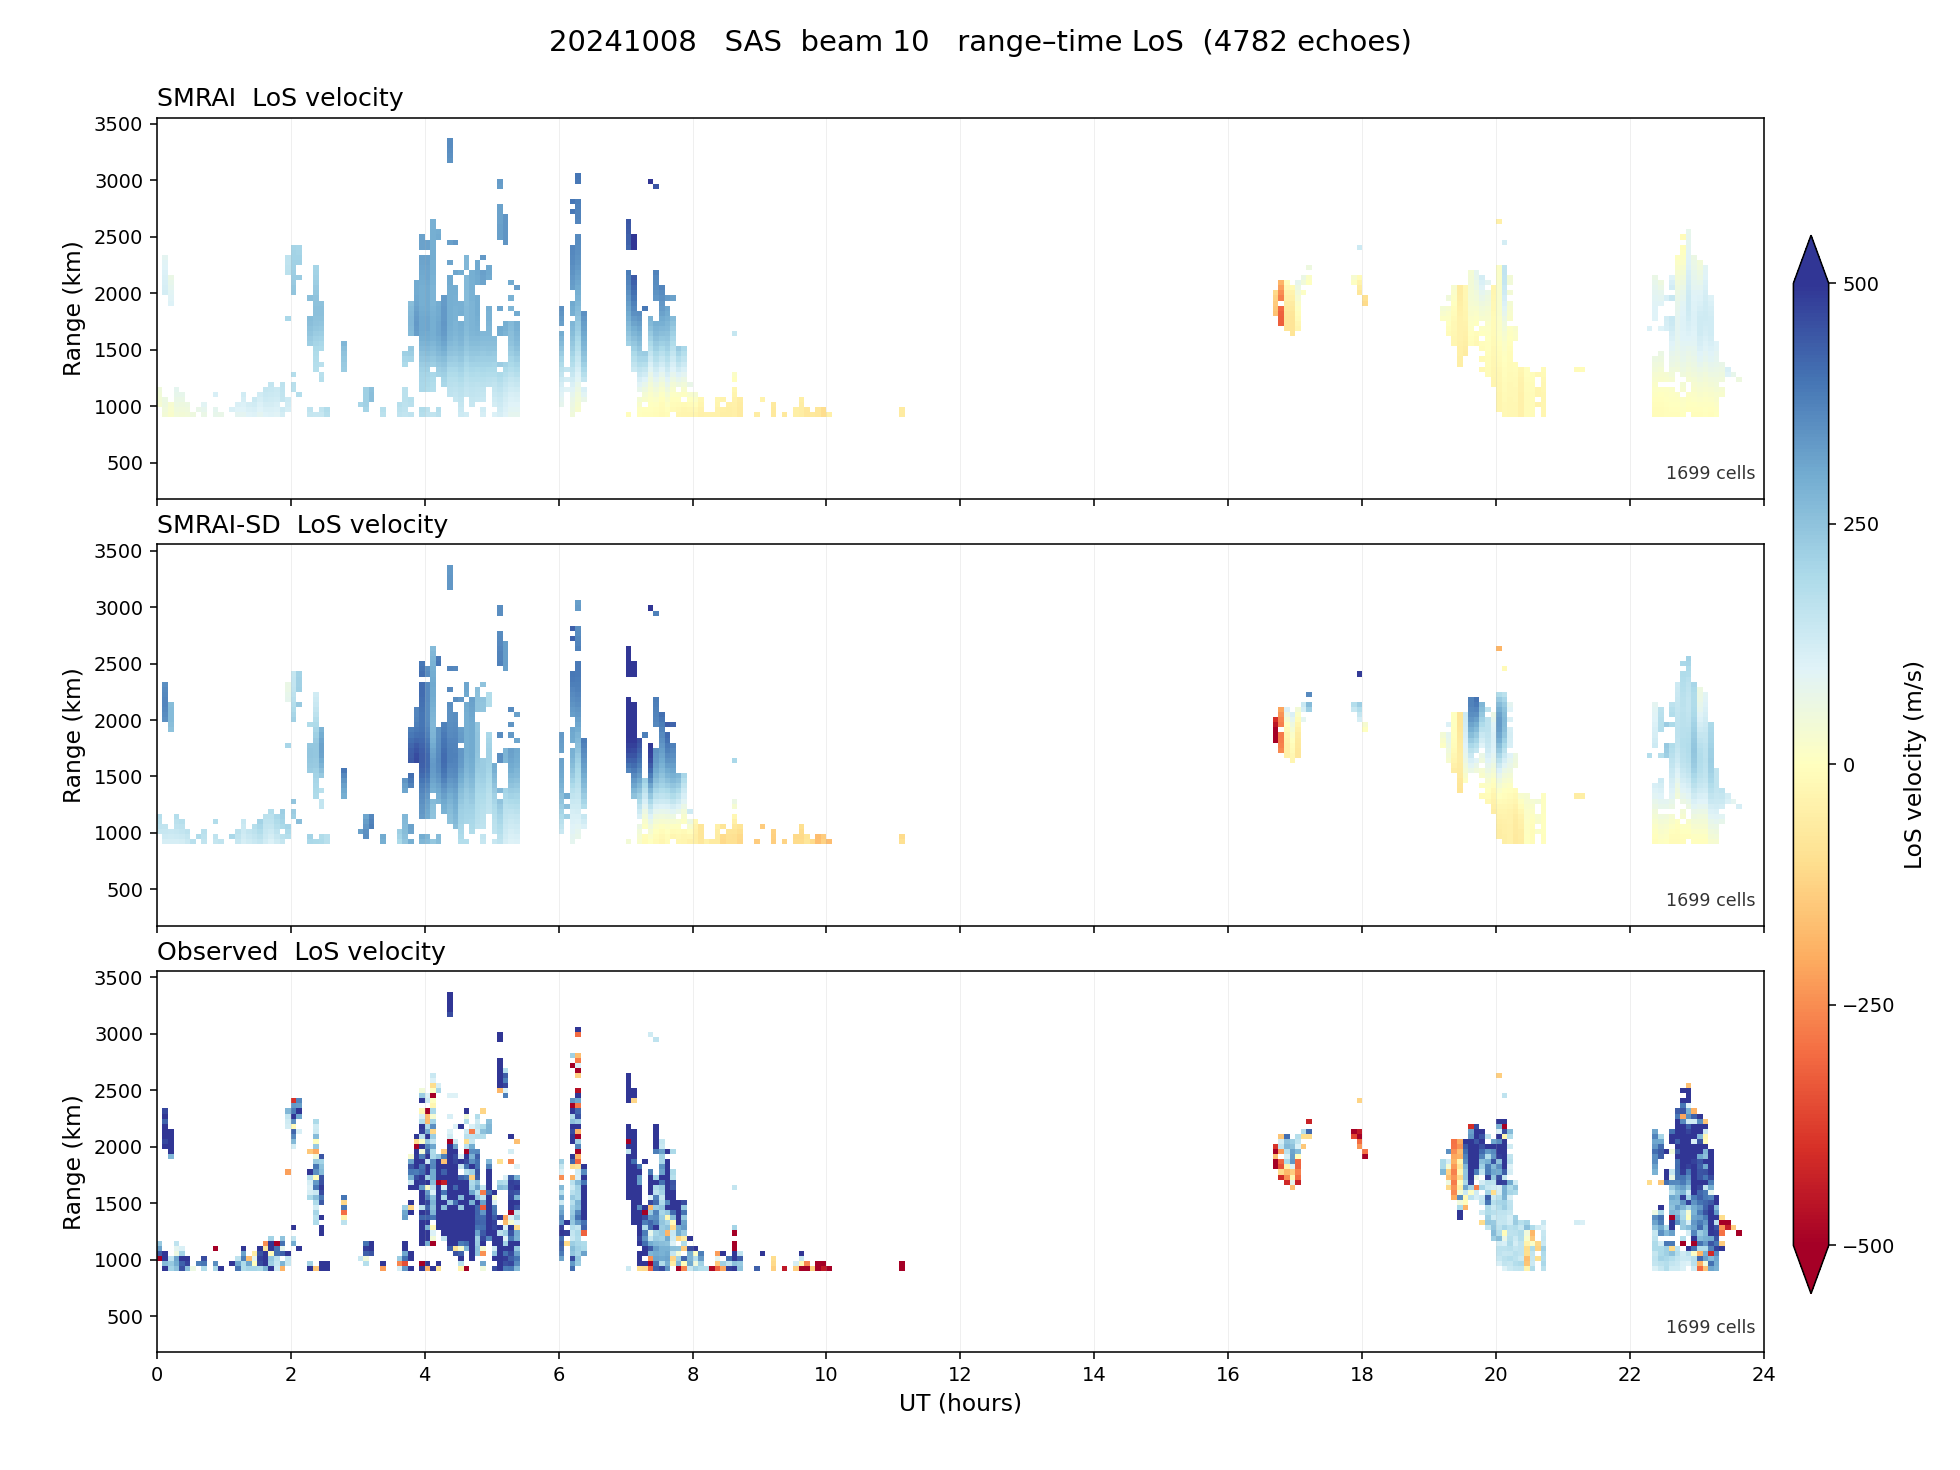 20241008 SAS beam 10 range–time LoS (4782 echoes)
SMRAI LoS velocity
3500
3000
2500
2000
1500
1000
500
Range (km)
1699 cells
SMRAI-SD LoS velocity
3500
3000
2500
2000
1500
1000
500
Range (km)
1699 cells
Observed LoS velocity
3500
3000
2500
2000
1500
1000
500
Range (km)
1699 cells
0 2 4 6 8 10 12 14 16 18 20 22 24
UT (hours)
500
250
0
−250
−500
LoS velocity (m/s)